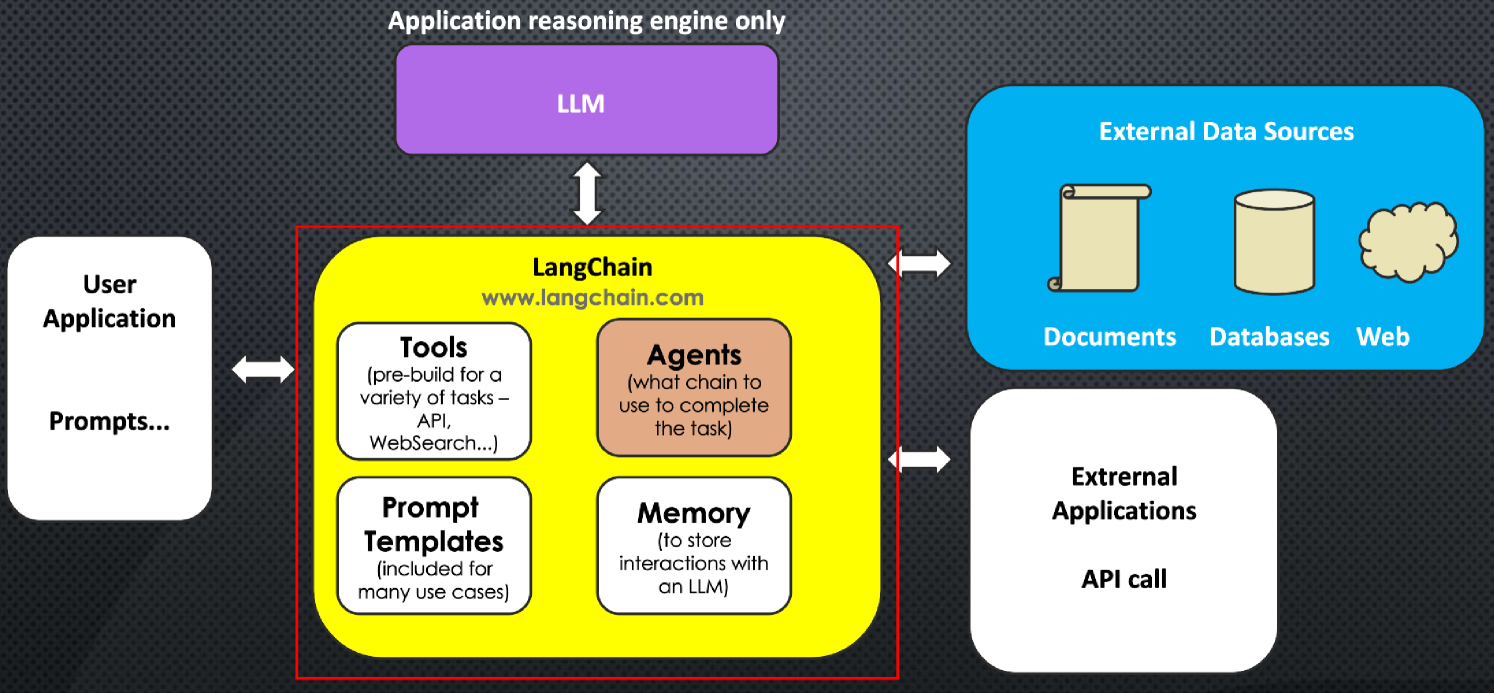 Application reasoning engine only
LLM
External Data Sources
Documents
Databases
Web
User
Application
Prompts...
LangChain
www.langchain.com
Tools
(pre-build for a
variety of tasks –
API,
WebSearch...)
Agents
(what chain to
use to complete
the task)
Prompt
Templates
(included for
many use cases)
Memory
(to store
interactions with
an LLM)
Extrernal
Applications
API call